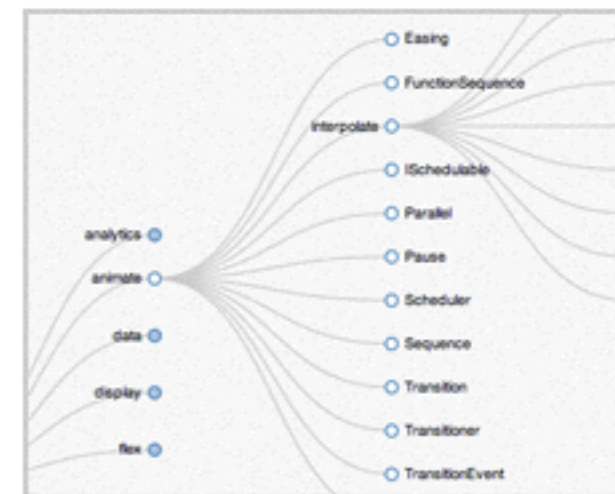 Easing
FunctionSequence
interpolate
ISchedulable
Parallel
analytics
Pause
animate
Scheduler
data
Sequence
Transition
display
Transitioner
flex
TransitionEvent